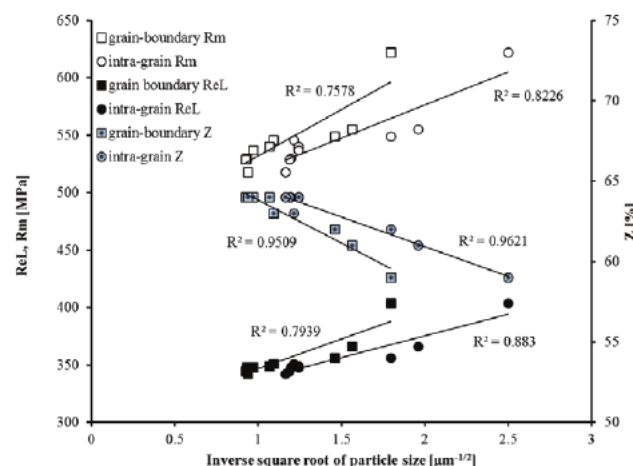 650
600
550
500
450
400
350
300
ReL, Rm [MPa]
grain-boundary Rm
intra-grain Rm
grain boundary ReL
intra-grain ReL
grain-boundary Z
intra-grain Z
R² = 0.7578
R² = 0.8226
R² = 0.9509
R² = 0.9621
R² = 0.7939
R² = 0.883
75
70
65
60
55
50
Z [%]
0 0.5 1 1.5 2 2.5 3
Inverse square root of particle size [µm⁻¹/²]